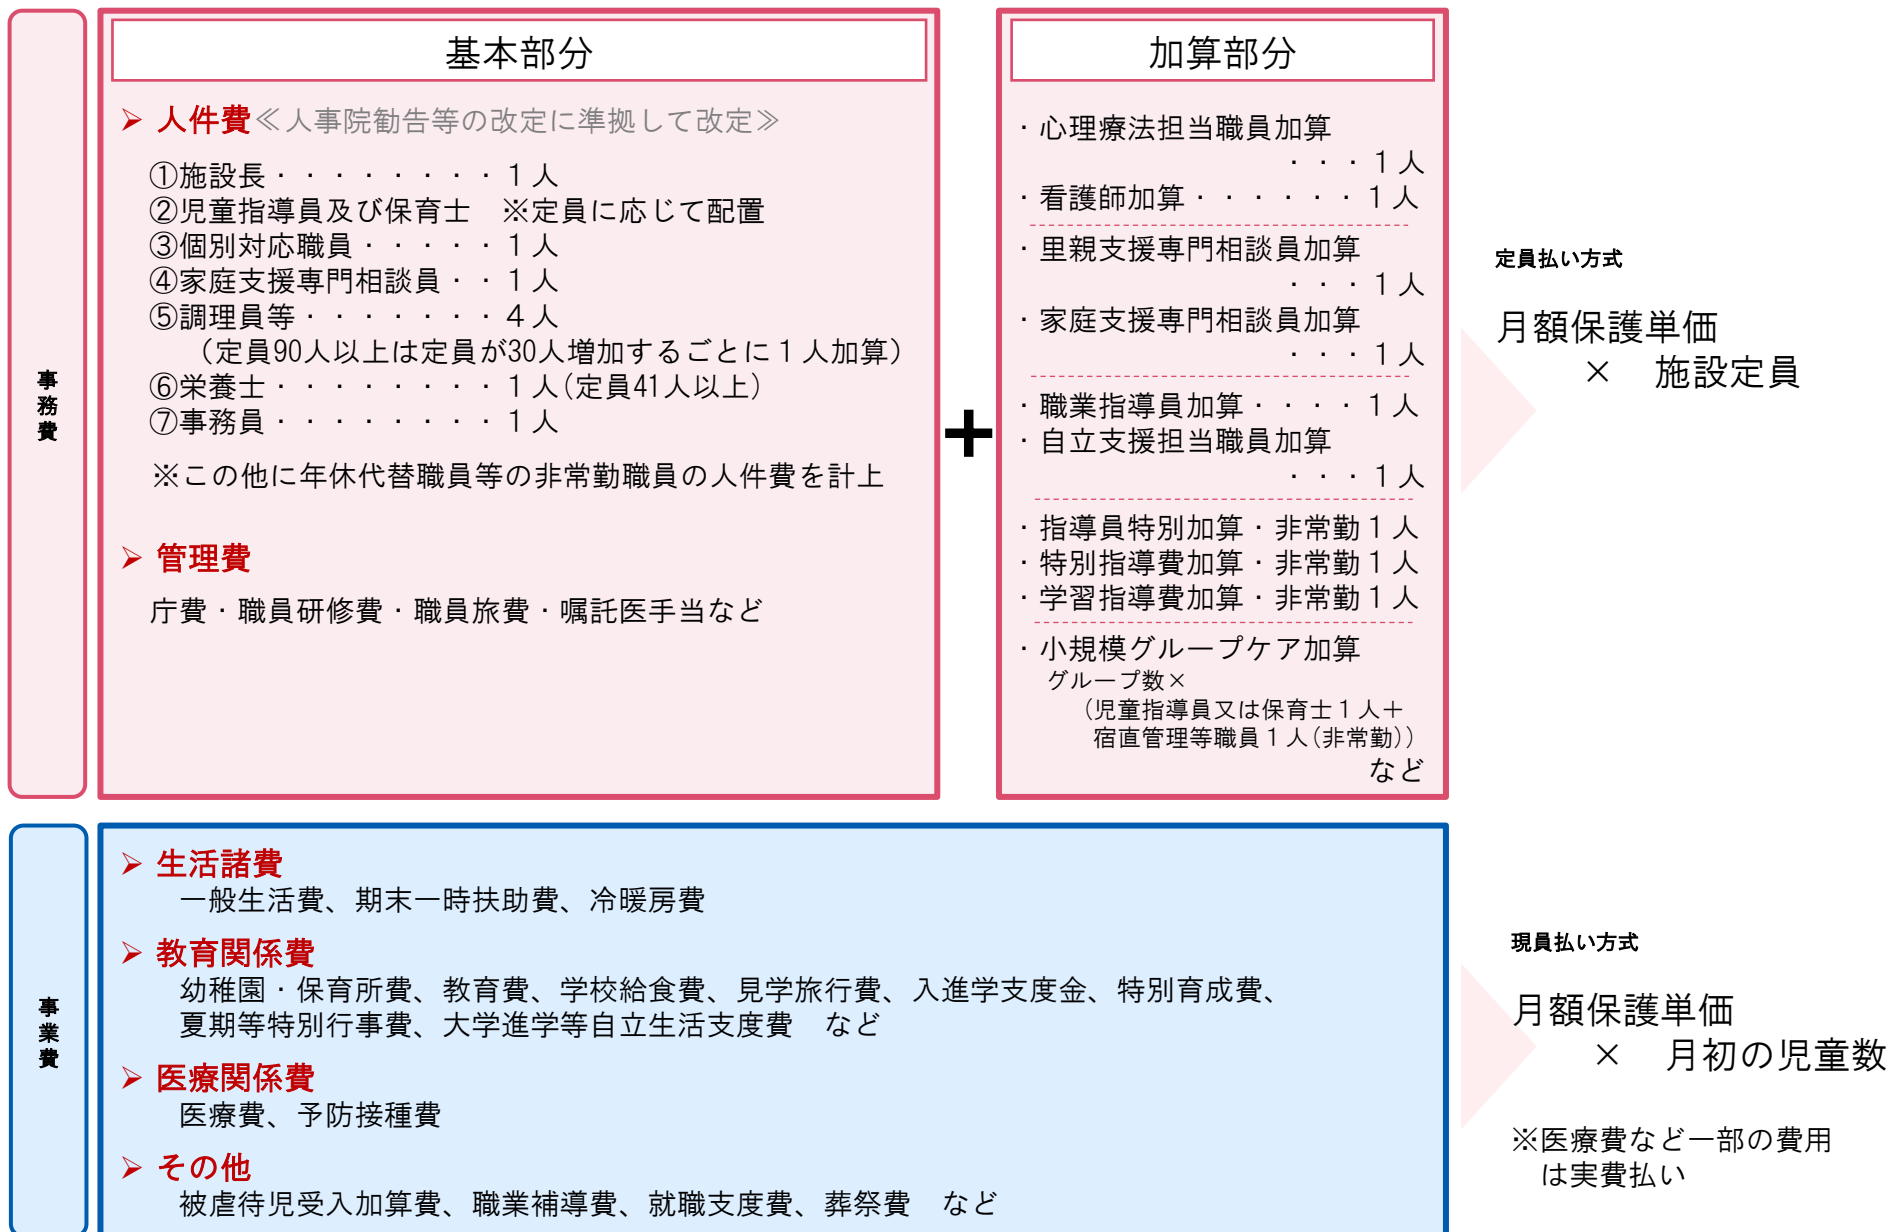 事務費
基本部分
➢ 人件費≪人事院勧告等の改定に準拠して改定≫
①施設長・・・・・・・・１人
②児童指導員及び保育士　※定員に応じて配置
③個別対応職員・・・・・１人
④家庭支援専門相談員・・１人
⑤調理員等・・・・・・・４人
（定員90人以上は定員が30人増加するごとに１人加算）
⑥栄養士・・・・・・・・１人(定員41人以上)
⑦事務員・・・・・・・・１人
※この他に年休代替職員等の非常勤職員の人件費を計上
➢ 管理費
庁費・職員研修費・職員旅費・嘱託医手当など
＋
加算部分
・心理療法担当職員加算
・・・１人
・看護師加算・・・・・・１人
・里親支援専門相談員加算
・・・１人
・家庭支援専門相談員加算
・・・１人
・職業指導員加算・・・・１人
・自立支援担当職員加算
・・・１人
・指導員特別加算・非常勤１人
・特別指導費加算・非常勤１人
・学習指導費加算・非常勤１人
・小規模グループケア加算
グループ数×
（児童指導員又は保育士１人＋
宿直管理等職員１人(非常勤)）
など
定員払い方式
月額保護単価
×　施設定員
事業費
➢ 生活諸費
一般生活費、期末一時扶助費、冷暖房費
➢ 教育関係費
幼稚園・保育所費、教育費、学校給食費、見学旅行費、入進学支度金、特別育成費、
夏期等特別行事費、大学進学等自立生活支度費　など
➢ 医療関係費
医療費、予防接種費
➢ その他
被虐待児受入加算費、職業補導費、就職支度費、葬祭費　など
現員払い方式
月額保護単価
×　月初の児童数
※医療費など一部の費用
は実費払い